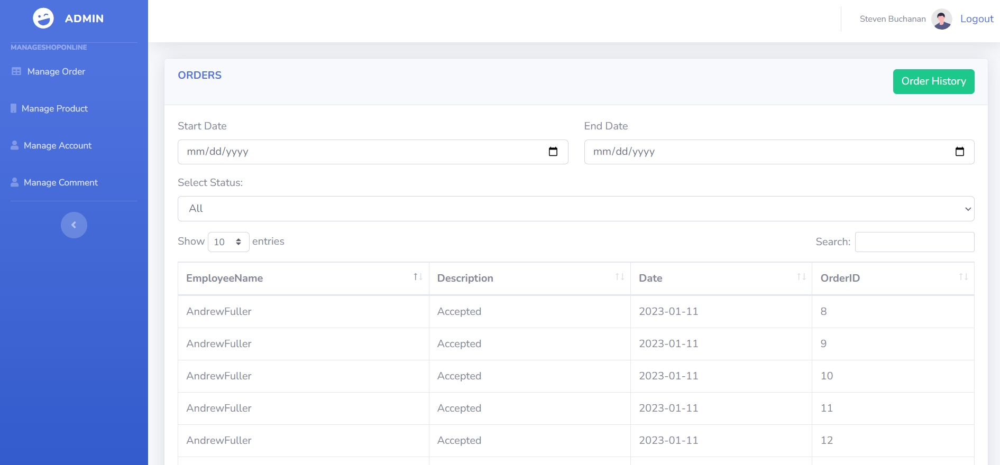 ADMIN
MANAGESHOPONLINE
Manage Order
Manage Product
Manage Account
Manage Comment
Steven Buchanan Logout
ORDERS Order History
Start Date End Date
mm/dd/yyyy mm/dd/yyyy
Select Status:
All
Show 10 entries Search:
EmployeeName Description Date OrderID
AndrewFuller Accepted 2023-01-11 8
AndrewFuller Accepted 2023-01-11 9
AndrewFuller Accepted 2023-01-11 10
AndrewFuller Accepted 2023-01-11 11
AndrewFuller Accepted 2023-01-11 12